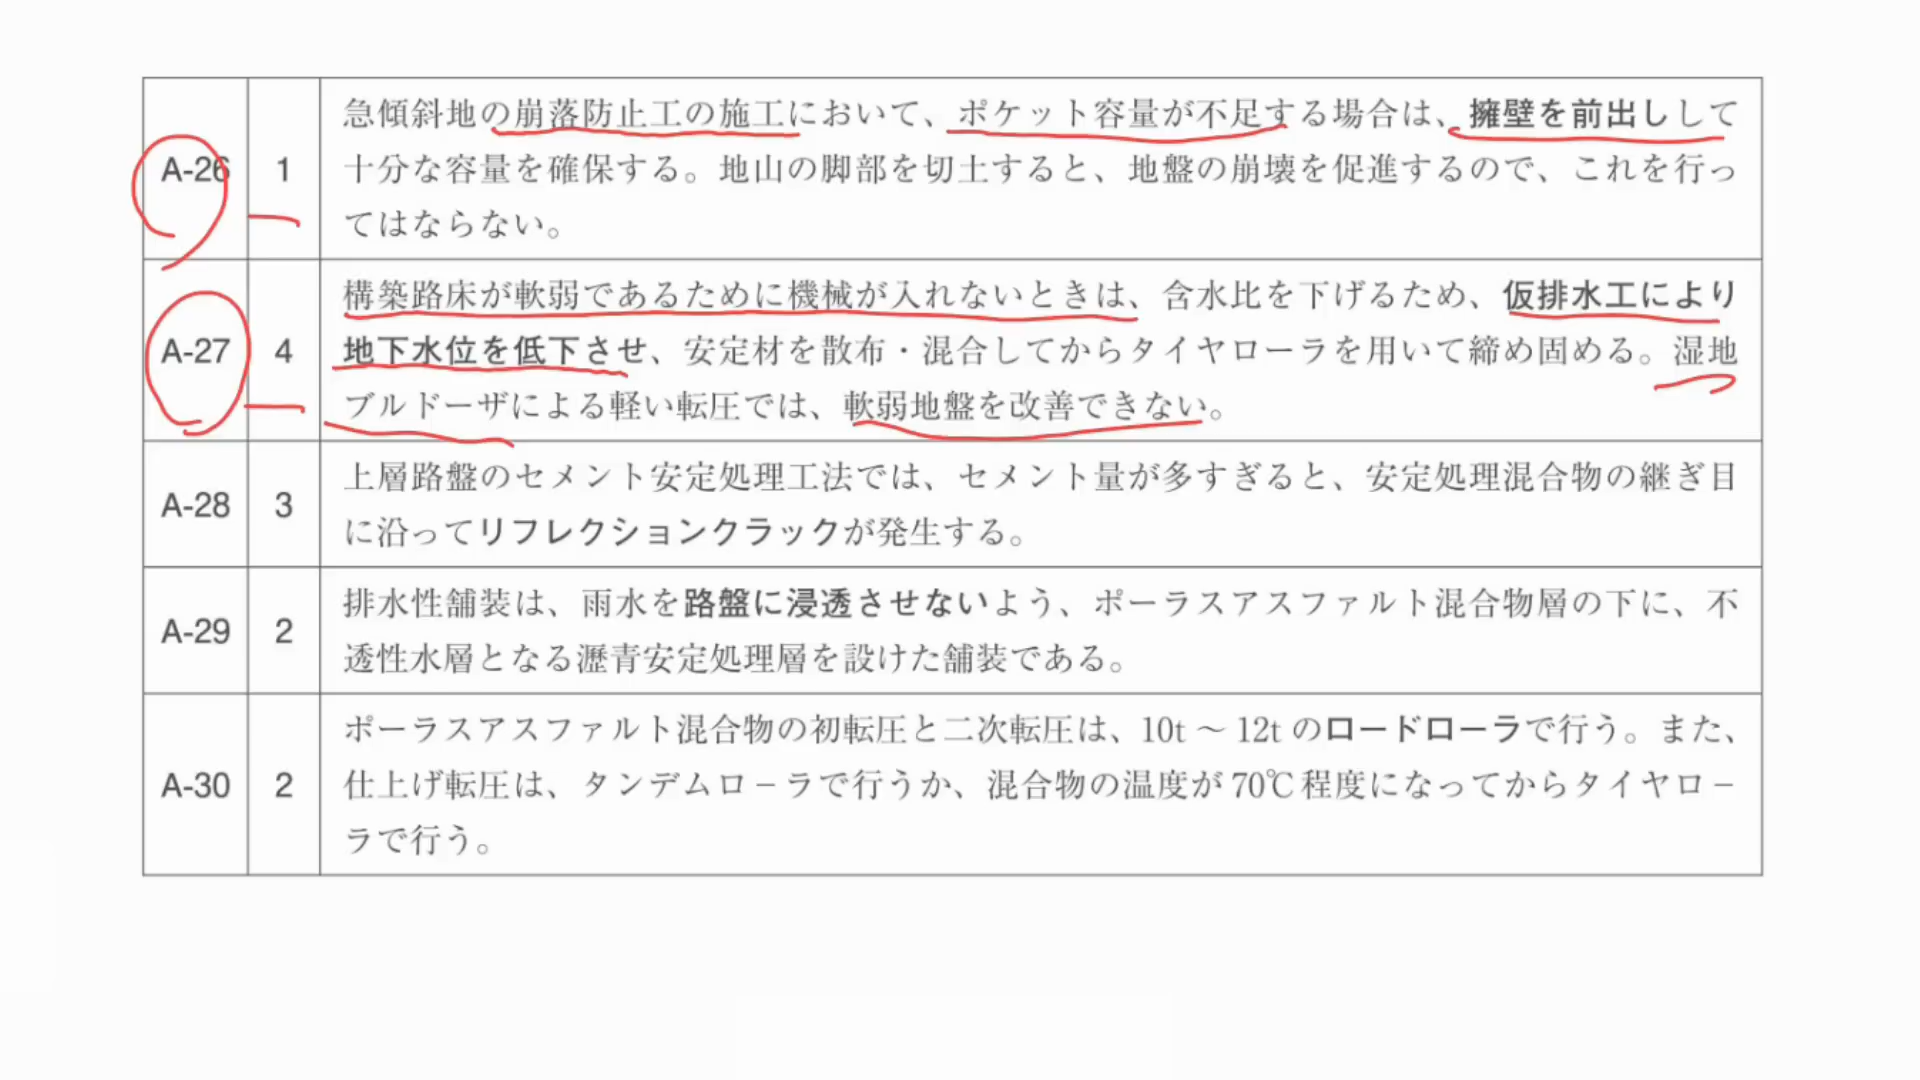 A-26
1
急傾斜地の崩落防止工の施工において、ポケット容量が不足する場合は、擁壁を前出しして
十分な容量を確保する。地山の脚部を切土すると、地盤の崩壊を促進するので、これを行っ
てはならない。
A-27
4
構築路床が軟弱であるために機械が入れないときは、含水比を下げるため、仮排水工により
地下水位を低下させ、安定材を散布・混合してからタイヤローラを用いて締め固める。湿地
ブルドーザによる軽い転圧では、軟弱地盤を改善できない。
A-28
3
上層路盤のセメント安定処理工法では、セメント量が多すぎると、安定処理混合物の継ぎ目
に沿ってリフレクションクラックが発生する。
A-29
2
排水性舗装は、雨水を路盤に浸透させないよう、ポーラスアスファルト混合物層の下に、不
透性水層となる瀝青安定処理層を設けた舗装である。
A-30
2
ポーラスアスファルト混合物の初転圧と二次転圧は、10t ～ 12t のロードローラで行う。また、
仕上げ転圧は、タンデムロ－ラで行うか、混合物の温度が 70℃ 程度になってからタイヤロ－
ラで行う。